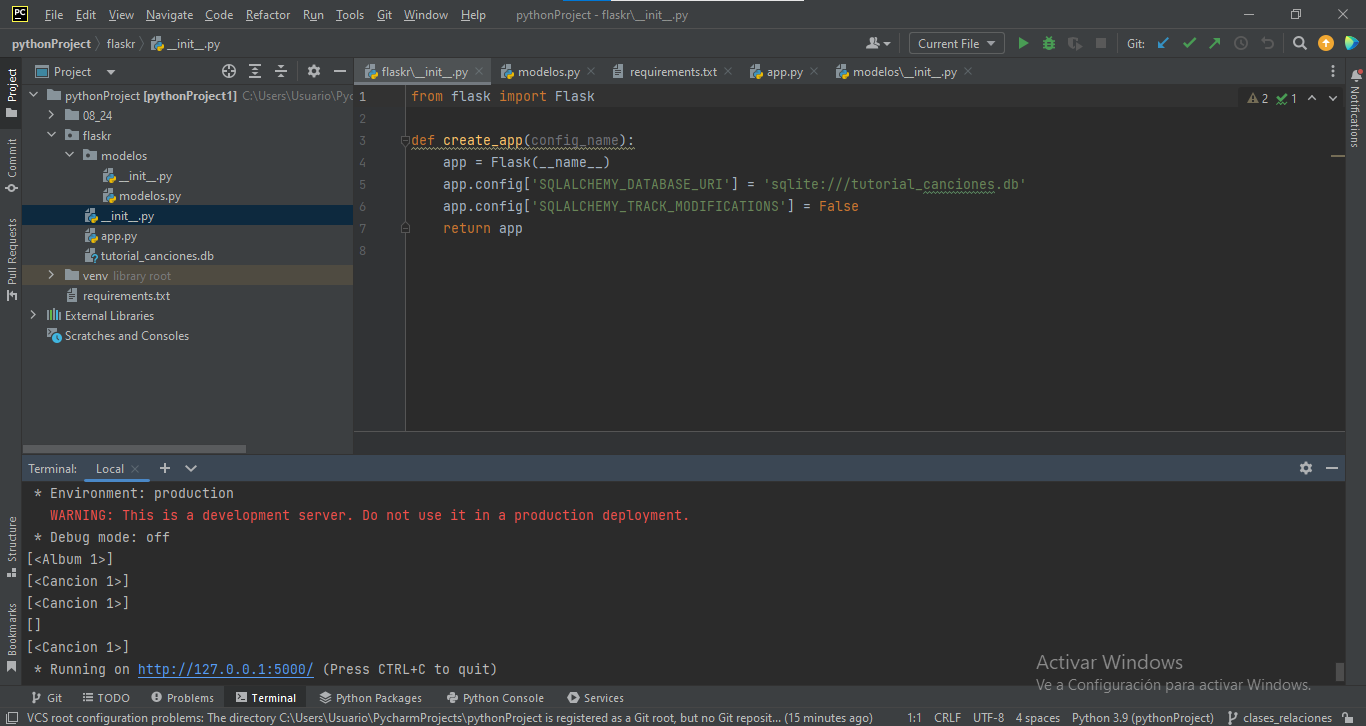 PC File Edit View Navigate Code Refactor Run Tools Git Window Help pythonProject - flaskr\__init__.py
pythonProject flaskr __init__.py Current File Git:
Project flaskr\__init__.py modelos.py requirements.txt app.py modelos\__init__.py
pythonProject [pythonProject1] C:\Users\Usuario\Pyc
08_24
flaskr
modelos
__init__.py
modelos.py
__init__.py
app.py
tutorial_canciones.db
venv library root
requirements.txt
External Libraries
Scratches and Consoles
1 from flask import Flask
2
3 def create_app(config_name):
4 app = Flask(__name__)
5 app.config['SQLALCHEMY_DATABASE_URI'] = 'sqlite:///tutorial_canciones.db'
6 app.config['SQLALCHEMY_TRACK_MODIFICATIONS'] = False
7 return app
8
2 1
Project
Commit
Pull Requests
Structure
Bookmarks
Notifications
Terminal: Local
* Environment: production
WARNING: This is a development server. Do not use it in a production deployment.
* Debug mode: off
[<Album 1>]
[<Cancion 1>]
[<Cancion 1>]
[]
[<Cancion 1>]
* Running on http://127.0.0.1:5000/ (Press CTRL+C to quit)
Activar Windows
Ve a Configuración para activar Windows.
Git TODO Problems Terminal Python Packages Python Console Services
VCS root configuration problems: The directory C:\Users\Usuario\PycharmProjects\pythonProject is registered as a Git root, but no Git reposit... (15 minutes ago) 1:1 CRLF UTF-8 4 spaces Python 3.9 (pythonProject) clases_relaciones